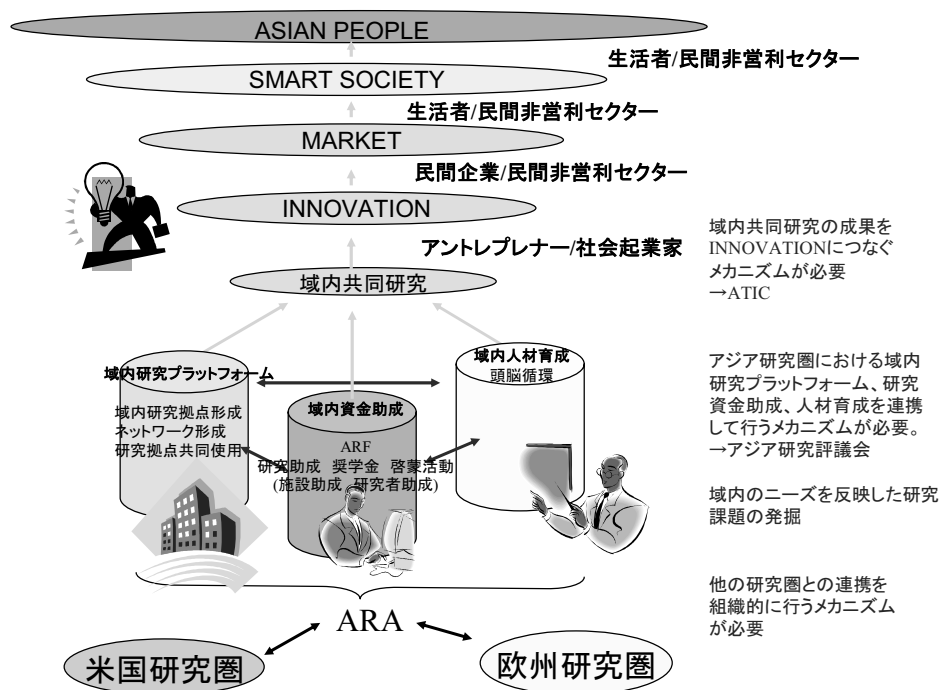 ASIAN PEOPLE
生活者/民間非営利セクター
SMART SOCIETY
生活者/民間非営利セクター
MARKET
民間企業/民間非営利セクター
INNOVATION
アントレプレナー/社会起業家
域内共同研究
域内共同研究の成果を
INNOVATIONにつなぐ
メカニズムが必要
→ATIC
域内研究プラットフォーム
域内研究拠点形成
ネットワーク形成
研究拠点共同使用
域内資金助成
ARF
研究助成 奨学金 啓蒙活動
(施設助成 研究者助成)
域内人材育成
頭脳循環
アジア研究圏における域内
研究プラットフォーム、研究
資金助成、人材育成を連携
して行うメカニズムが必要。
→アジア研究評議会
域内のニーズを反映した研究
課題の発掘
他の研究圏との連携を
組織的に行うメカニズム
が必要
ARA
米国研究圏
欧州研究圏